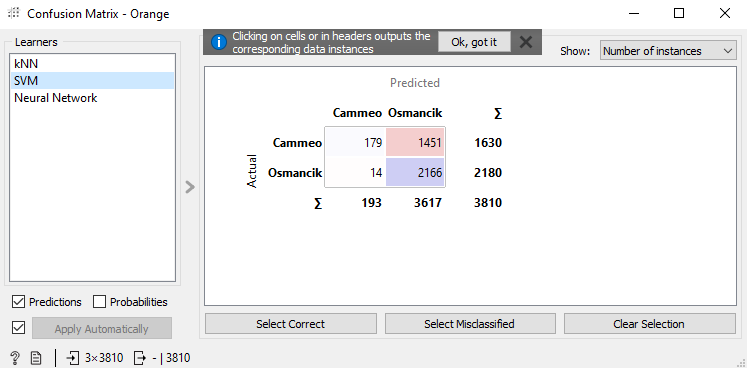 Confusion Matrix - Orange
Learners
kNN
SVM
Neural Network
Predictions Probabilities
Apply Automatically
3×3810 - | 3810
Clicking on cells or in headers outputs the
corresponding data instances
Ok, got it
Show: Number of instances
Predicted
Cammeo Osmancik Σ
Actual
Cammeo 179 1451 1630
Osmancik 14 2166 2180
Σ 193 3617 3810
Select Correct Select Misclassified Clear Selection